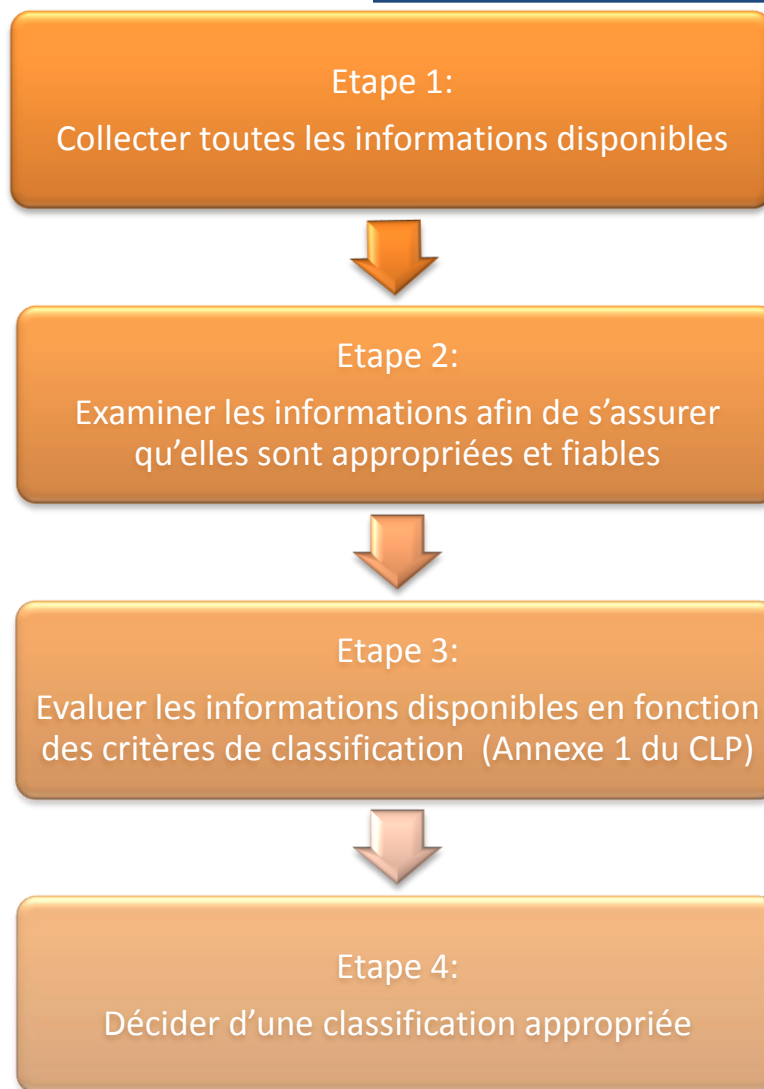 Etape 1:
Collecter toutes les informations disponibles
Etape 2:
Examiner les informations afin de s’assurer
qu’elles sont appropriées et fiables
Etape 3:
Evaluer les informations disponibles en fonction
des critères de classification  (Annexe 1 du CLP)
Etape 4:
Décider d’une classification appropriée